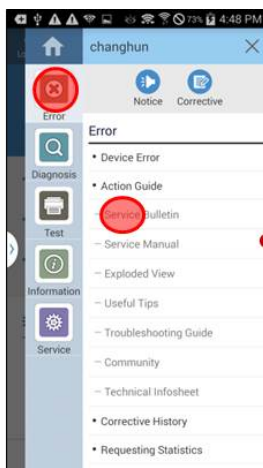 73% 4:48 PM
changhun
Notice Corrective
Error
Error
• Device Error
Diagnosis
• Action Guide
– Service Bulletin
Test
– Service Manual
– Exploded View
Information
– Useful Tips
– Troubleshooting Guide
Service
– Community
– Technical Infosheet
• Corrective History
• Requesting Statistics